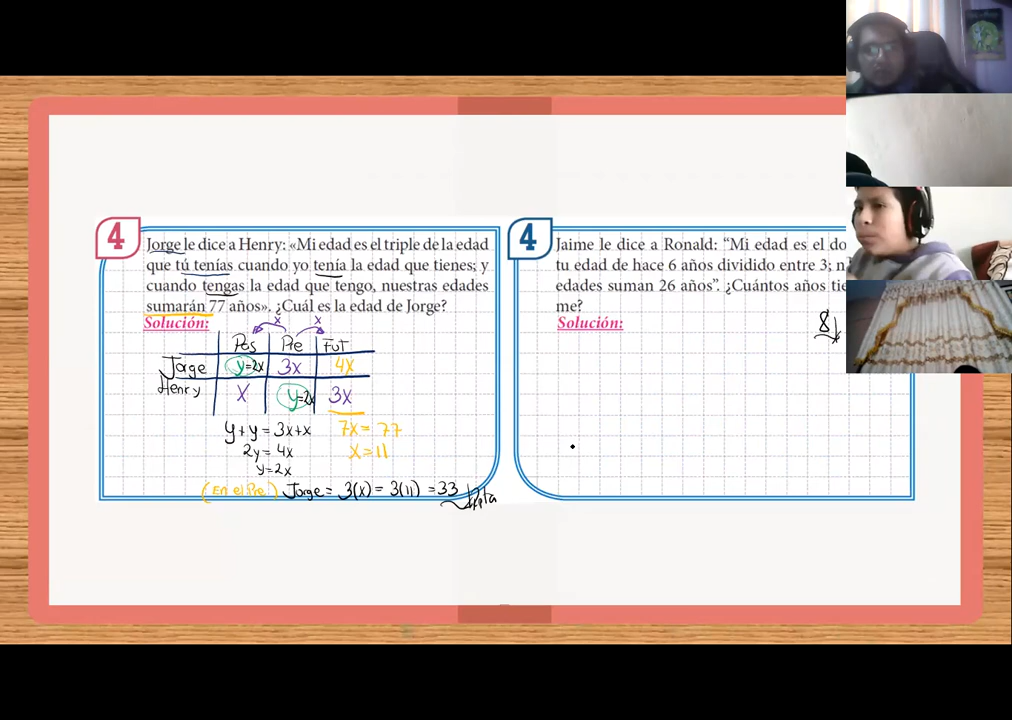 4
Jorge le dice a Henry: «Mi edad es el triple de la edad
que tú tenías cuando yo tenía la edad que tienes; y
cuando tengas la edad que tengo, nuestras edades
sumarán 77 años». ¿Cuál es la edad de Jorge?
Solución:
x x
Pas Pre Fut
Jorge y=2x 3x 4x
Henry x y=2x 3x
y+y = 3x+x 7x = 77
2y = 4x x = 11
y=2x
(En el Pre) Jorge = 3(x) = 3(11) = 33 Rpta
4
Jaime le dice a Ronald: “Mi edad es el do
tu edad de hace 6 años dividido entre 3; n
edades suman 26 años”. ¿Cuántos años tie
me?
Solución:
8